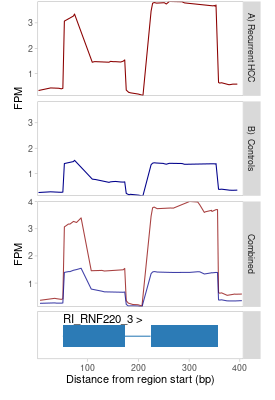 3
2
1
A) Recurrent HCC
FPM
3
2
1
B) Controls
4
3
2
1
FPM
Combined
RI_RNF220_3 >
100
200
300
400
Distance from region start (bp)